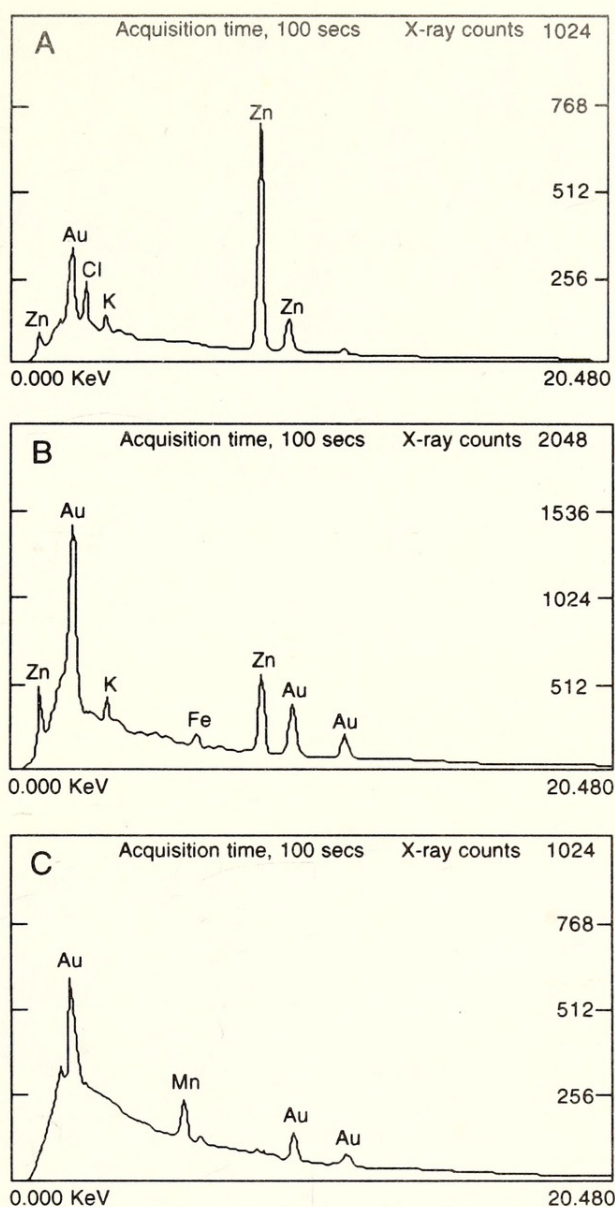 A Acquisition time, 100 secs X-ray counts 1024
768
Zn
512
Au
256
Cl
K
Zn
Zn
0.000 KeV 20.480
B Acquisition time, 100 secs X-ray counts 2048
Au
1536
1024
Zn K Zn Au
512
Fe Au
0.000 KeV 20.480
C Acquisition time, 100 secs X-ray counts 1024
768
Au
512
Mn
256
Au Au
0.000 KeV 20.480